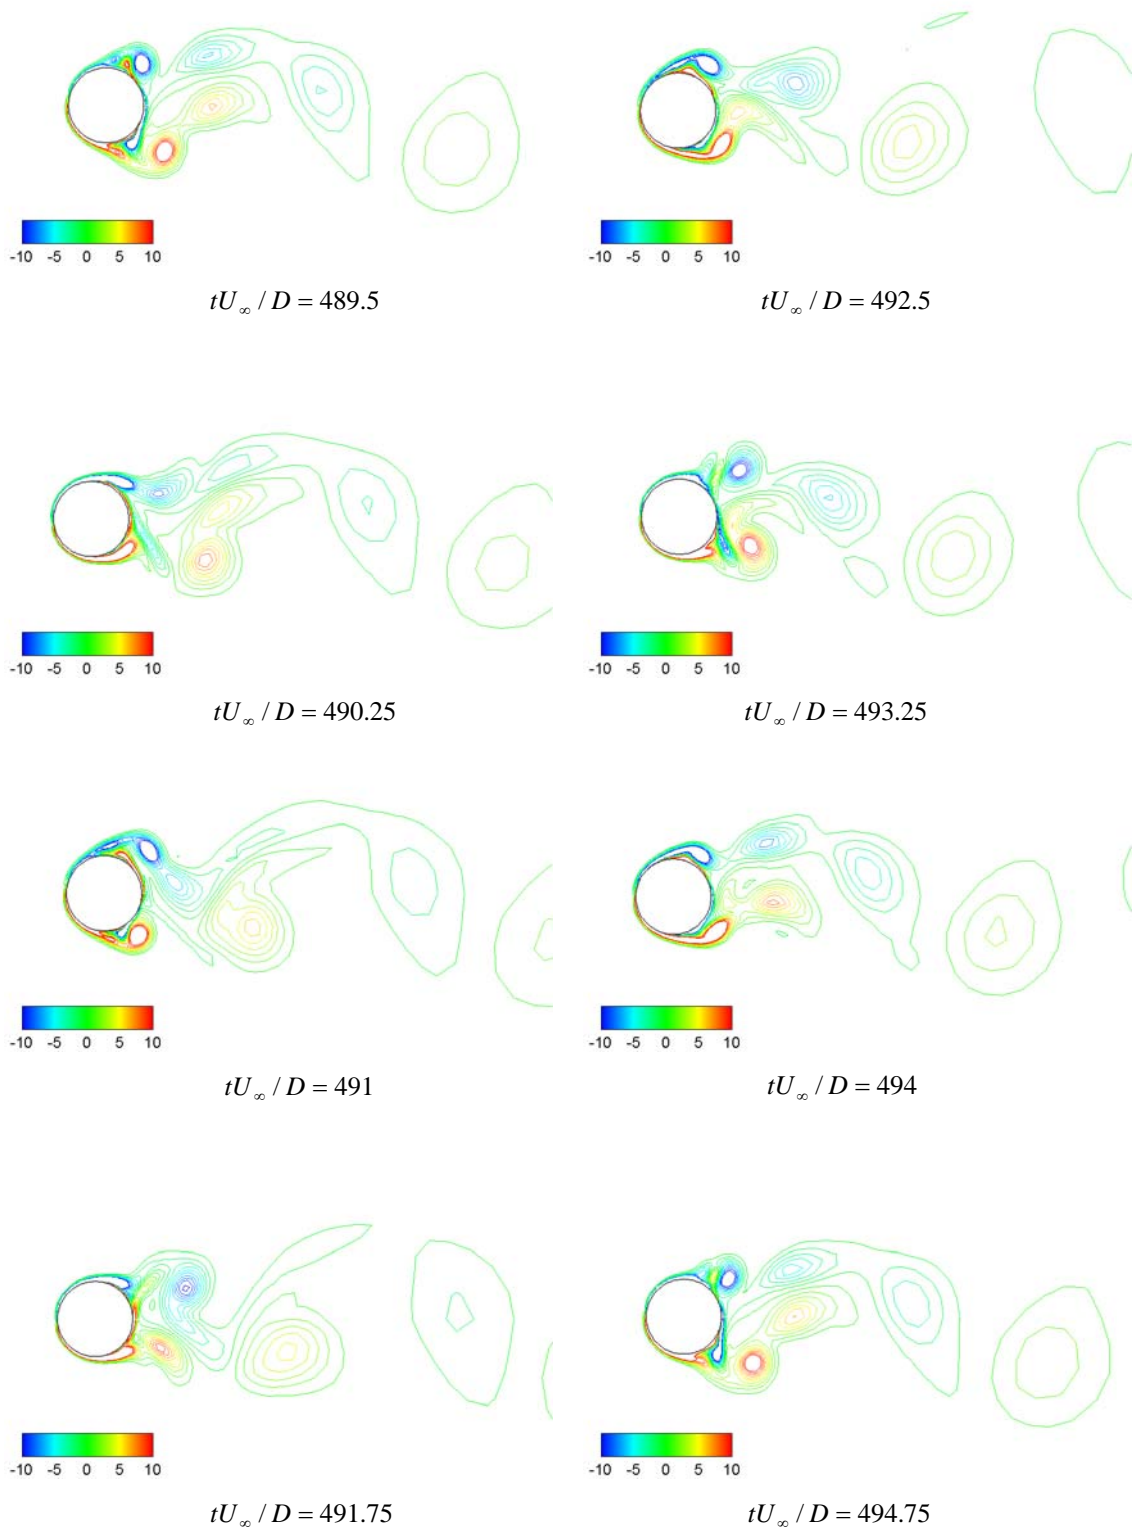 -10 -5 0 5 10
-10 -5 0 5 10
tU∞ / D = 489.5
tU∞ / D = 492.5
-10 -5 0 5 10
-10 -5 0 5 10
tU∞ / D = 490.25
tU∞ / D = 493.25
-10 -5 0 5 10
-10 -5 0 5 10
tU∞ / D = 491
tU∞ / D = 494
-10 -5 0 5 10
-10 -5 0 5 10
tU∞ / D = 491.75
tU∞ / D = 494.75